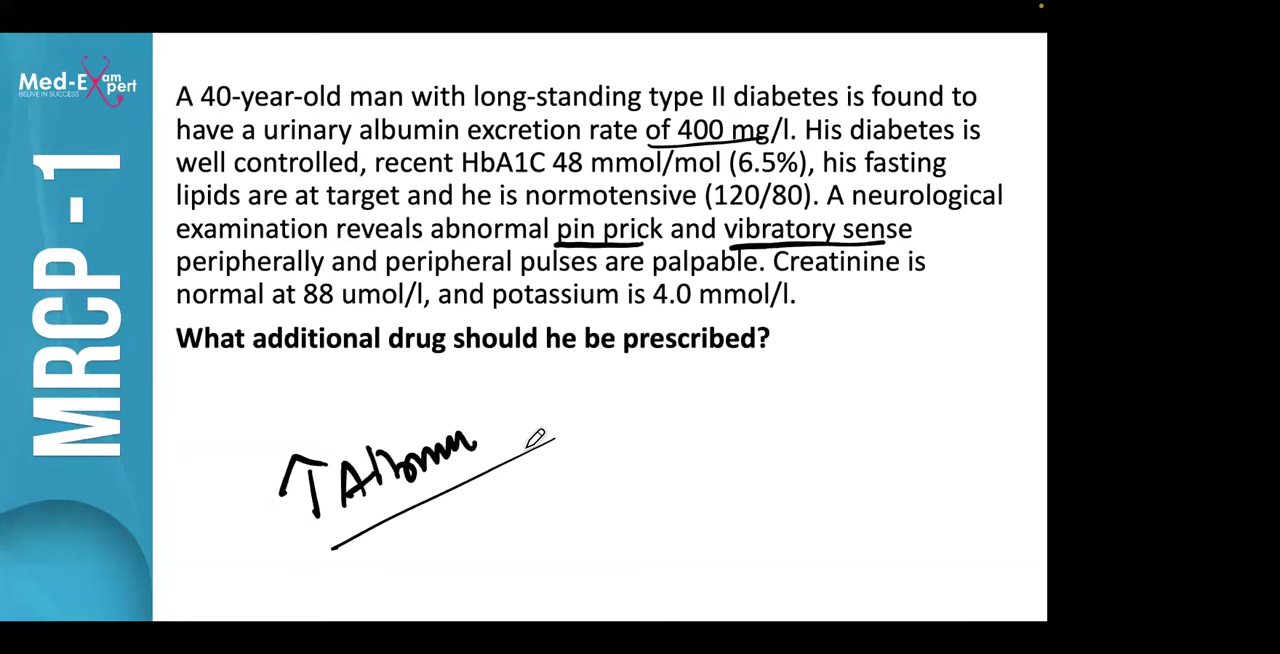 Med-Exam
pert
BELIVE IN SUCCESS
MRCP - 1
A 40-year-old man with long-standing type II diabetes is found to
have a urinary albumin excretion rate of 400 mg/l. His diabetes is
well controlled, recent HbA1C 48 mmol/mol (6.5%), his fasting
lipids are at target and he is normotensive (120/80). A neurological
examination reveals abnormal pin prick and vibratory sense
peripherally and peripheral pulses are palpable. Creatinine is
normal at 88 umol/l, and potassium is 4.0 mmol/l.
What additional drug should he be prescribed?
↑ Albumin